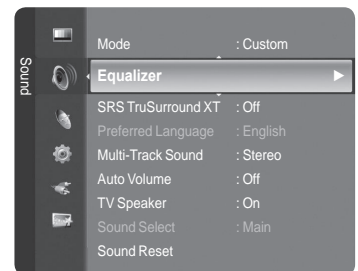 Sound
Mode : Custom
Equalizer
SRS TruSurround XT : Off
Preferred Language : English
Multi-Track Sound : Stereo
Auto Volume : Off
TV Speaker : On
Sound Select : Main
Sound Reset